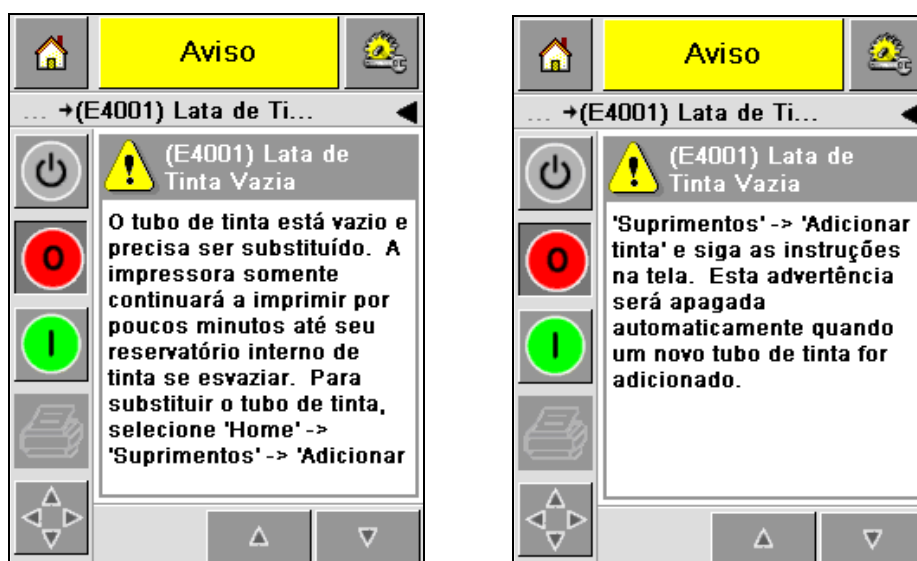 Aviso
... →(E4001) Lata de Ti...
(E4001) Lata de
Tinta Vazia
O tubo de tinta está vazio e
precisa ser substituído.  A
impressora somente
continuará a imprimir por
poucos minutos até seu
reservatório interno de
tinta se esvaziar.  Para
substituir o tubo de tinta,
selecione 'Home' ->
'Suprimentos' -> 'Adicionar
Aviso
... →(E4001) Lata de Ti...
(E4001) Lata de
Tinta Vazia
'Suprimentos' -> 'Adicionar
tinta' e siga as instruções
na tela.  Esta advertência
será apagada
automaticamente quando
um novo tubo de tinta for
adicionado.